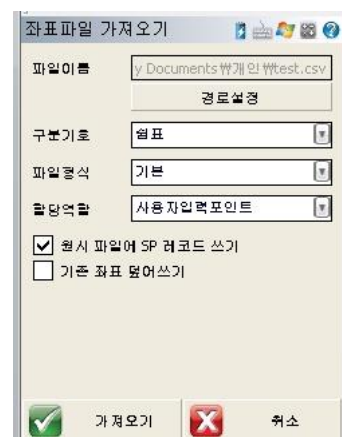 좌표파일 가져오기
파일이름 y Documents₩개인₩test.csv
경로설정
구분기호 쉼표
파일형식 기본
할당역할 사용자입력포인트
원시 파일에 SP 레코드 쓰기
기존 좌표 덮어쓰기
가져오기 취소